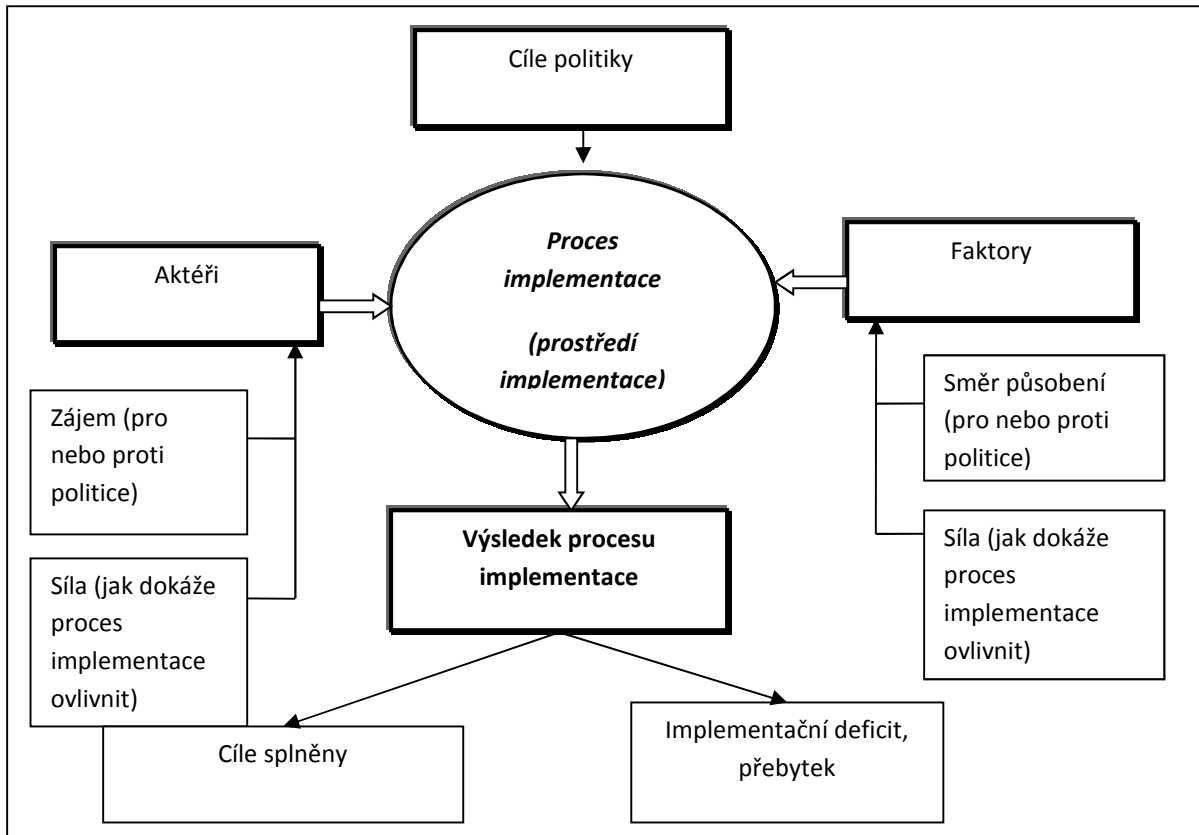 Cíle politiky
Proces
implementace
(prostředí
implementace)
Aktéři
Faktory
Zájem (pro
nebo proti
politice)
Směr působení
(pro nebo proti
politice)
Síla (jak dokáže
proces
implementace
ovlivnit)
Výsledek procesu
implementace
Síla (jak dokáže
proces
implementace
ovlivnit)
Cíle splněny
Implementační deficit,
přebytek